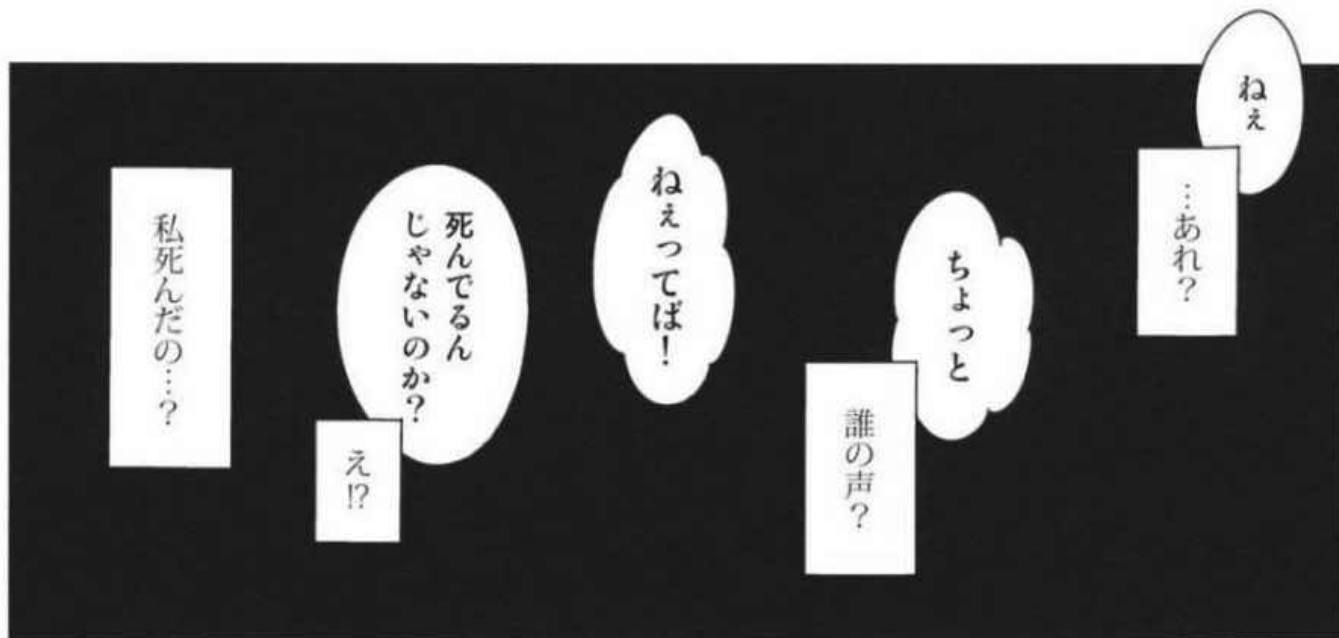 ねぇ
…あれ?
ちょっと
誰の声?
ねぇってば!
死んでるん
じゃないのか?
え!?
私死んだの…?